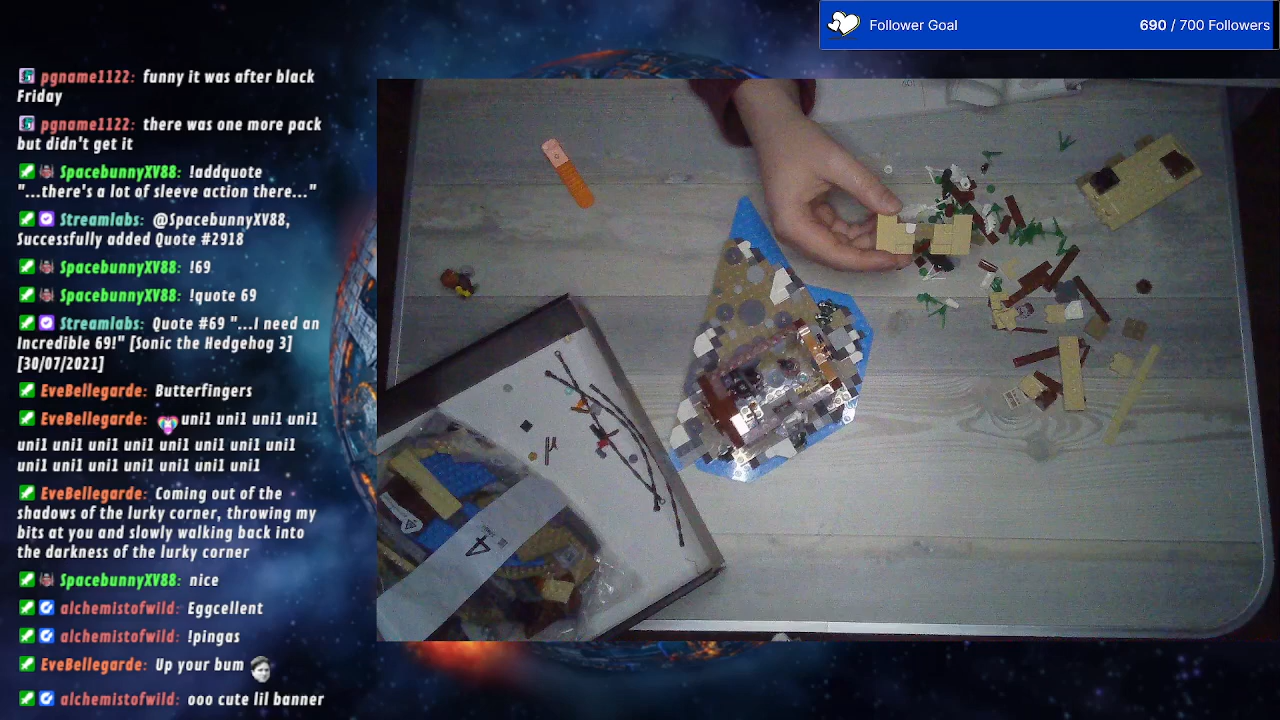 Follower Goal
690 / 700 Followers
pgname1122: funny it was after black
Friday
pgname1122: there was one more pack
but didn't get it
SpacebunnyXV88: !addquote
"...there's a lot of sleeve action there..."
Streamlabs: @SpacebunnyXV88,
Successfully added Quote #2918
SpacebunnyXV88: !69
SpacebunnyXV88: !quote 69
Streamlabs: Quote #69 "...I need an
Incredible 69!" [Sonic the Hedgehog 3]
[30/07/2021]
EveBellegarde: Butterfingers
EveBellegarde: uni1 uni1 uni1 uni1
uni1 uni1 uni1 uni1 uni1 uni1 uni1 uni1
uni1 uni1 uni1 uni1 uni1 uni1 uni1
EveBellegarde: Coming out of the
shadows of the lurky corner, throwing my
bits at you and slowly walking back into
the darkness of the lurky corner
SpacebunnyXV88: nice
alchemistofwild: Eggcellent
alchemistofwild: !pingas
EveBellegarde: Up your bum
alchemistofwild: ooo cute lil banner
4